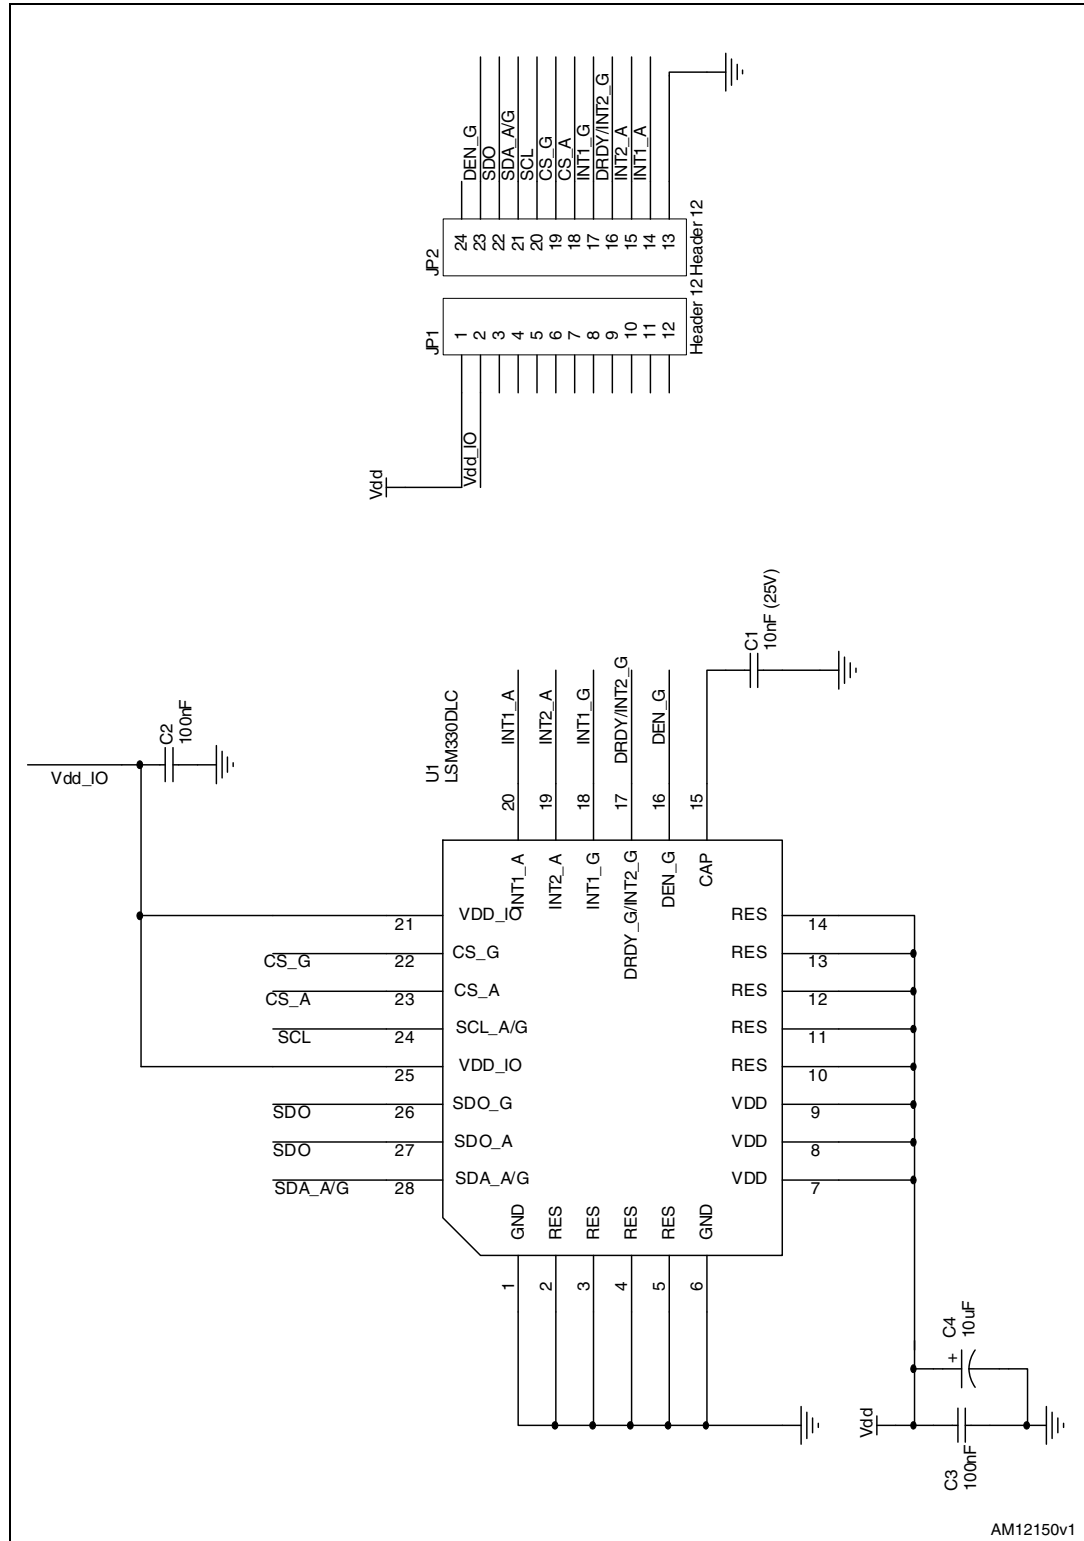 DEN_G
SDO
SDA_A/G
SCL
CS_G
CS_A
INT1_G
DRDY/INT2_G
INT2_A
INT1_A
JP2
24
23
22
21
20
19
18
17
16
15
14
13
Header 12
JP1
1
2
3
4
5
6
7
8
9
10
11
12
Header 12
Vdd
Vdd_IO
C1
10nF (25V)
C2
100nF
Vdd_IO
U1
LSM330DLC
INT1_A
INT2_A
INT1_G
DRDY/INT2_G
DEN_G
20
19
18
17
16
15
INT1_A
INT2_A
INT1_G
DRDY_G/INT2_G
DEN_G
CAP
21 VDD_IO
CS_G 22 CS_G
CS_A 23 CS_A
SCL 24 SCL_A/G
25 VDD_IO
SDO 26 SDO_G
SDO 27 SDO_A
SDA_A/G 28 SDA_A/G
RES 14
RES 13
RES 12
RES 11
RES 10
VDD 9
VDD 8
VDD 7
GND
RES
RES
RES
RES
GND
1
2
3
4
5
6
Vdd
C4
10uF
+
C3
100nF
AM12150v1